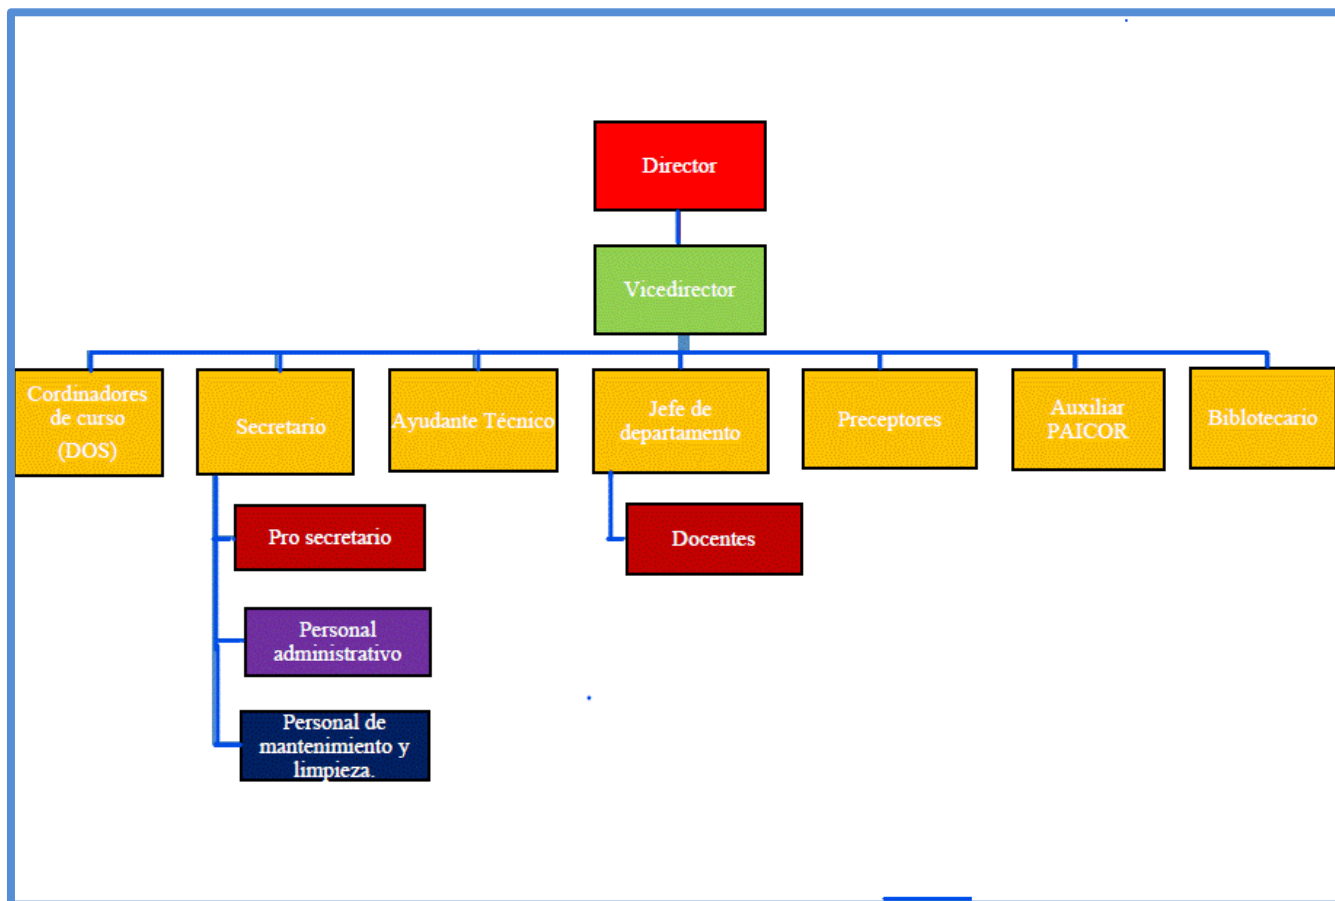 Director
Vicedirector
Cordinadores
de curso
(DOS)
Secretario
Ayudante Técnico
Jefe de
departamento
Preceptores
Auxiliar
PAICOR
Biblotecario
Pro secretario
Docentes
Personal
administrativo
Personal de
mantenimiento y
limpieza.